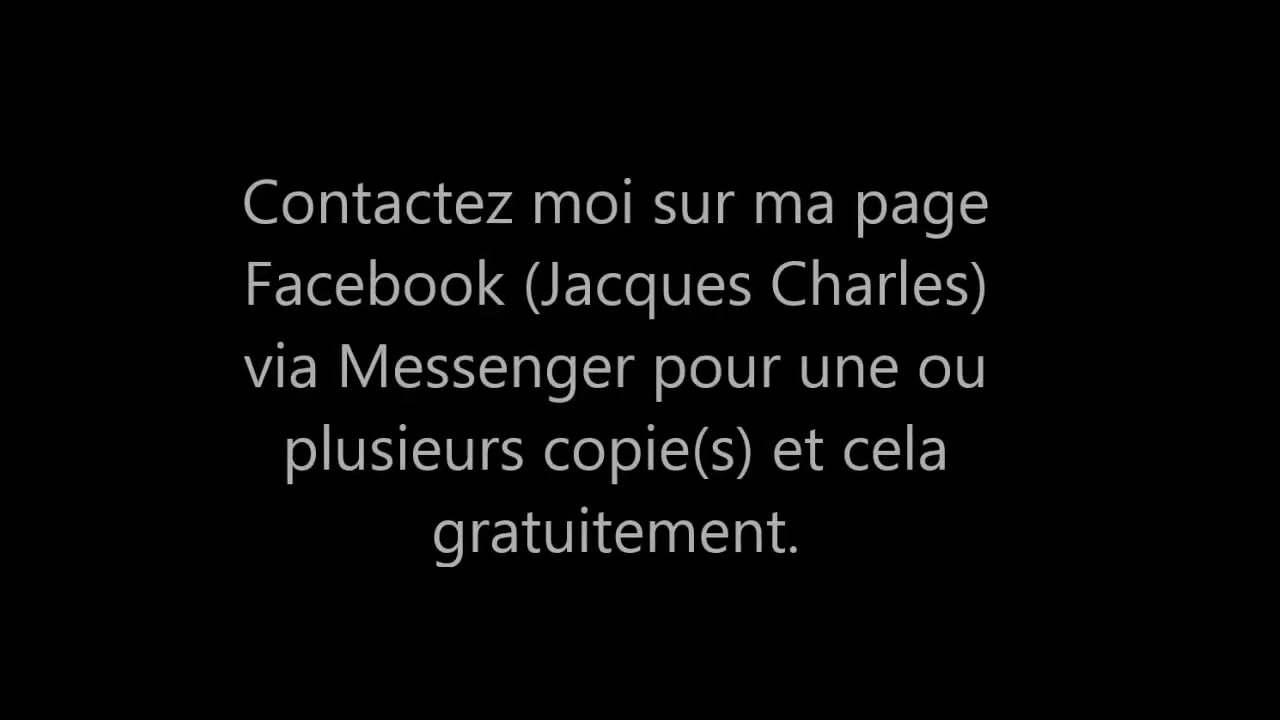 Contactez moi sur ma page
Facebook (Jacques Charles)
via Messenger pour une ou
plusieurs copie(s) et cela
gratuitement.